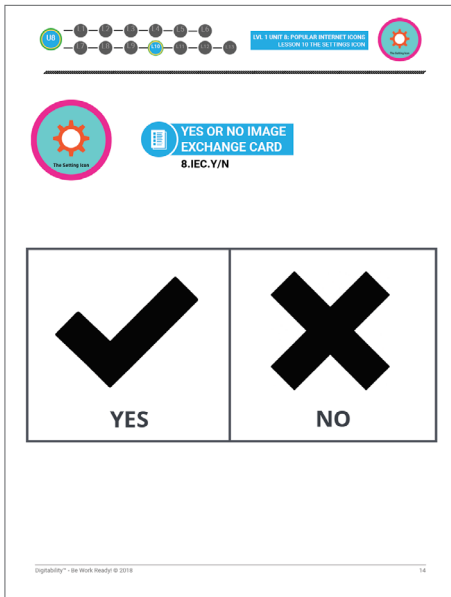 U8
L1 L2 L3 L4 L5 L6
L7 L8 L9 L10 L11 L12 L13
LVL 1 UNIT 8: POPULAR INTERNET ICONS
LESSON 10 THE SETTINGS ICON
The Setting Icon
YES OR NO IMAGE
EXCHANGE CARD
8.IEC.Y/N
YES NO
Digitability™ - Be Work Ready! © 2018 14